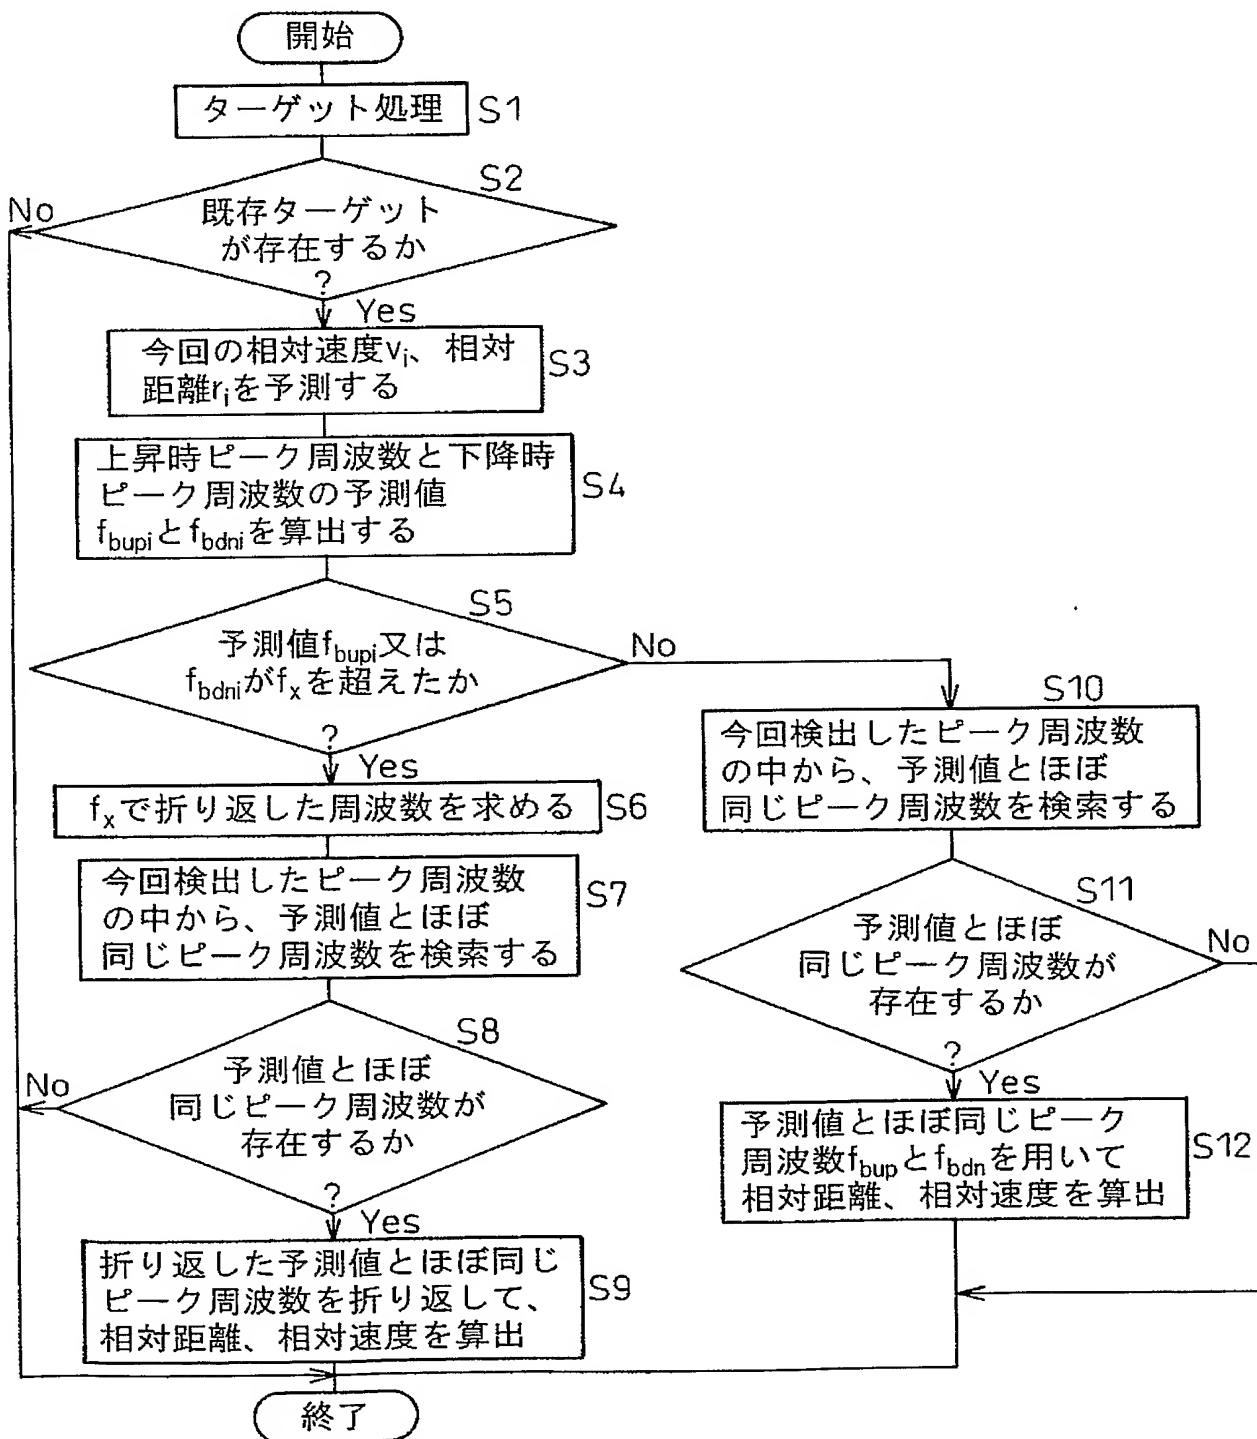 開始
ターゲット処理 S1
S2
No
既存ターゲット
が存在するか
?
Yes
今回の相対速度vi、相対
距離riを予測する
S3
上昇時ピーク周波数と下降時
ピーク周波数の予測値
fbupiとfbdniを算出する
S4
S5
予測値fbupi又は
fbdniがfxを超えたか
?
No
Yes
fxで折り返した周波数を求める S6
今回検出したピーク周波数
の中から、予測値とほぼ
同じピーク周波数を検索する
S7
S8
予測値とほぼ
同じピーク周波数が
存在するか
?
No
Yes
折り返した予測値とほぼ同じ
ピーク周波数を折り返して、
相対距離、相対速度を算出
S9
S10
今回検出したピーク周波数
の中から、予測値とほぼ
同じピーク周波数を検索する
S11
予測値とほぼ
同じピーク周波数が
存在するか
?
No
Yes
予測値とほぼ同じピーク
周波数fbupとfbdnを用いて
相対距離、相対速度を算出
S12
終了